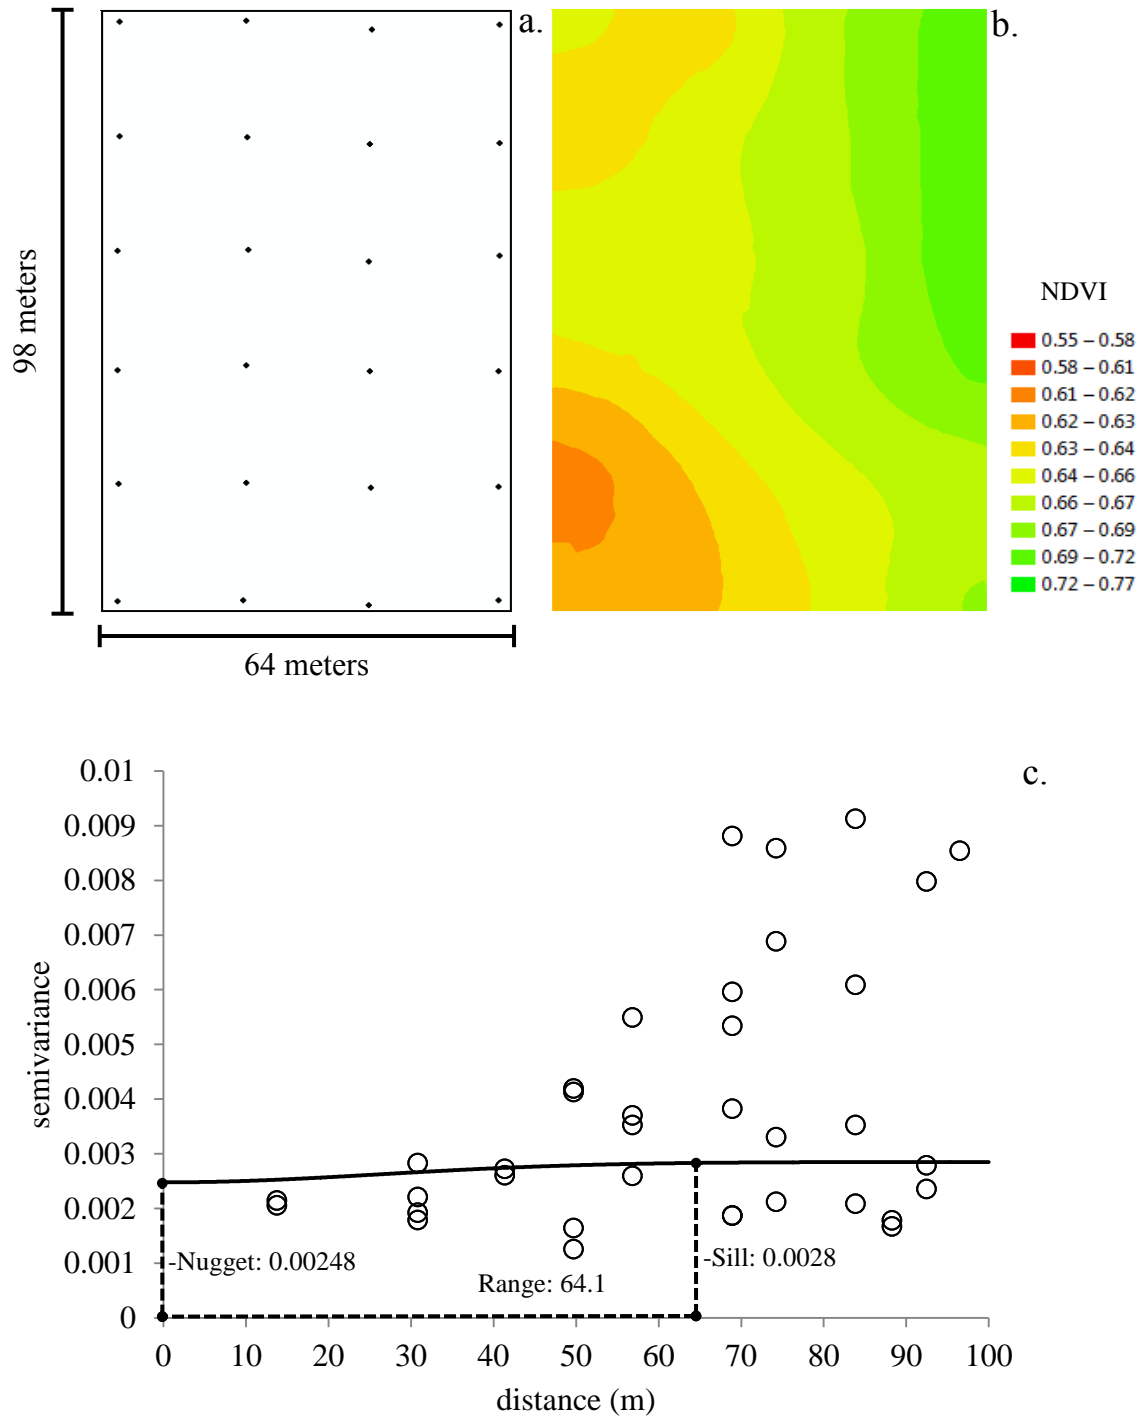 a.
b.
98 meters
64 meters
NDVI
0.55 – 0.58
0.58 – 0.61
0.61 – 0.62
0.62 – 0.63
0.63 – 0.64
0.64 – 0.66
0.66 – 0.67
0.67 – 0.69
0.69 – 0.72
0.72 – 0.77
c.
semivariance
0.01
0.009
0.008
0.007
0.006
0.005
0.004
0.003
0.002
0.001
0
-Nugget: 0.00248
Range: 64.1
-Sill: 0.0028
0 10 20 30 40 50 60 70 80 90 100
distance (m)